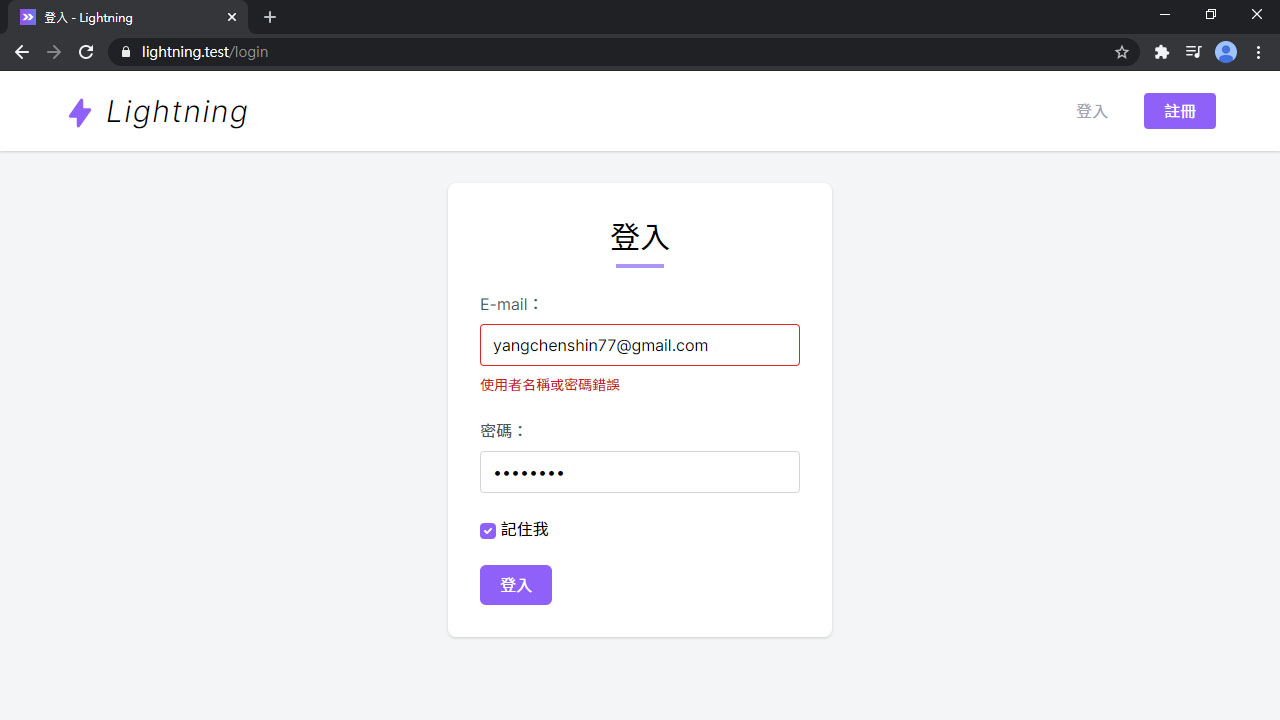 登入 - Lightning
lightning.test/login
Lightning
登入
註冊
登入
E-mail：
yangchenshin77@gmail.com
使用者名稱或密碼錯誤
密碼：
••••••••
記住我
登入